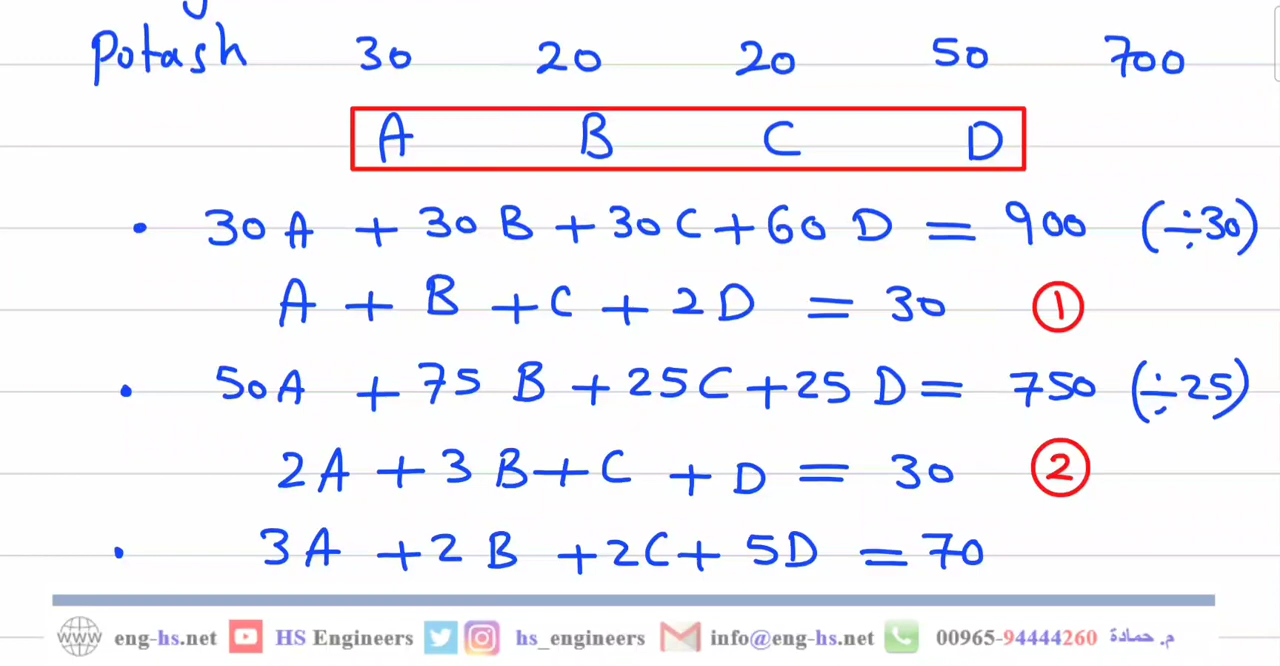 Potash 30 20 20 50 700
A B C D
• 30A + 30B + 30C + 60D = 900 (÷30)
A + B + C + 2D = 30 ①
• 50A + 75B + 25C + 25D = 750 (÷25)
2A + 3B + C + D = 30 ②
• 3A + 2B + 2C + 5D = 70
www eng-hs.net HS Engineers hs_engineers info@eng-hs.net 00965-94444260 م. حمادة